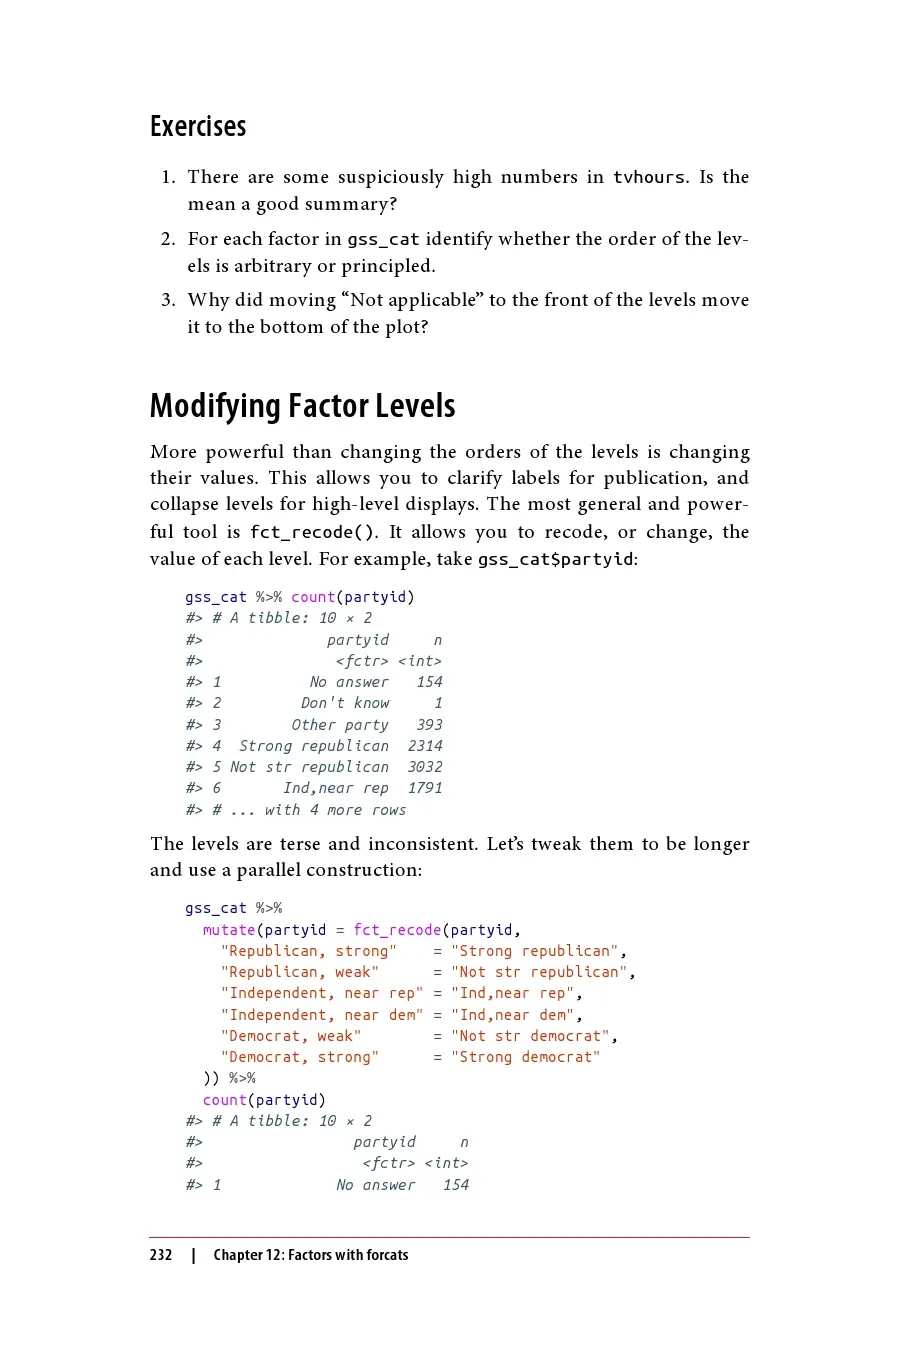 Exercises
1. There are some suspiciously high numbers in tvhours. Is the
mean a good summary?
2. For each factor in gss_cat identify whether the order of the lev-
els is arbitrary or principled.
3. Why did moving “Not applicable” to the front of the levels move
it to the bottom of the plot?
Modifying Factor Levels
More powerful than changing the orders of the levels is changing
their values. This allows you to clarify labels for publication, and
collapse levels for high-level displays. The most general and power-
ful tool is fct_recode(). It allows you to recode, or change, the
value of each level. For example, take gss_cat$partyid:
gss_cat %>% count(partyid)
#> # A tibble: 10 × 2
#>              partyid     n
#>               <fctr> <int>
#> 1          No answer   154
#> 2         Don't know     1
#> 3        Other party   393
#> 4  Strong republican  2314
#> 5 Not str republican  3032
#> 6       Ind,near rep  1791
#> # ... with 4 more rows
The levels are terse and inconsistent. Let’s tweak them to be longer
and use a parallel construction:
gss_cat %>%
  mutate(partyid = fct_recode(partyid,
    "Republican, strong"    = "Strong republican",
    "Republican, weak"      = "Not str republican",
    "Independent, near rep" = "Ind,near rep",
    "Independent, near dem" = "Ind,near dem",
    "Democrat, weak"        = "Not str democrat",
    "Democrat, strong"      = "Strong democrat"
  )) %>%
  count(partyid)
#> # A tibble: 10 × 2
#>                 partyid     n
#>                  <fctr> <int>
#> 1             No answer   154
232 | Chapter 12: Factors with forcats